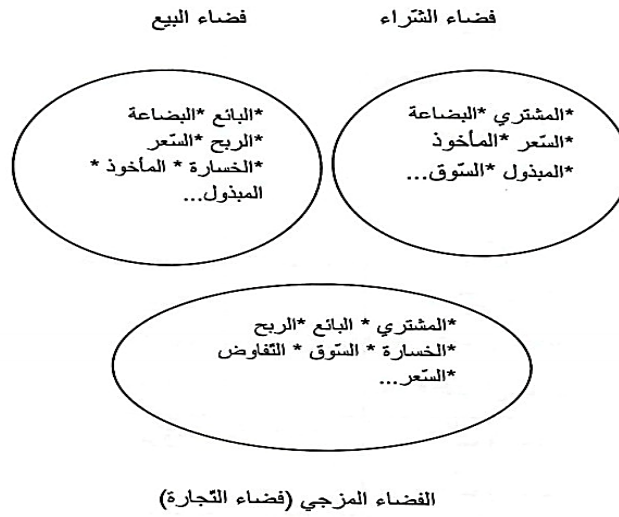 فضاء الشّراء
فضاء البيع
*المشتري *البضاعة
*السّعر *المأخوذ
*المبذول *السّوق...
*البائع *البضاعة
*الربح *السّعر
*الخسارة * المأخوذ *
المبذول...
*المشتري * البائع *الربح
*الخسارة * السّوق * التّفاوض
*السّعر...
الفضاء المزجي (فضاء التّجارة)